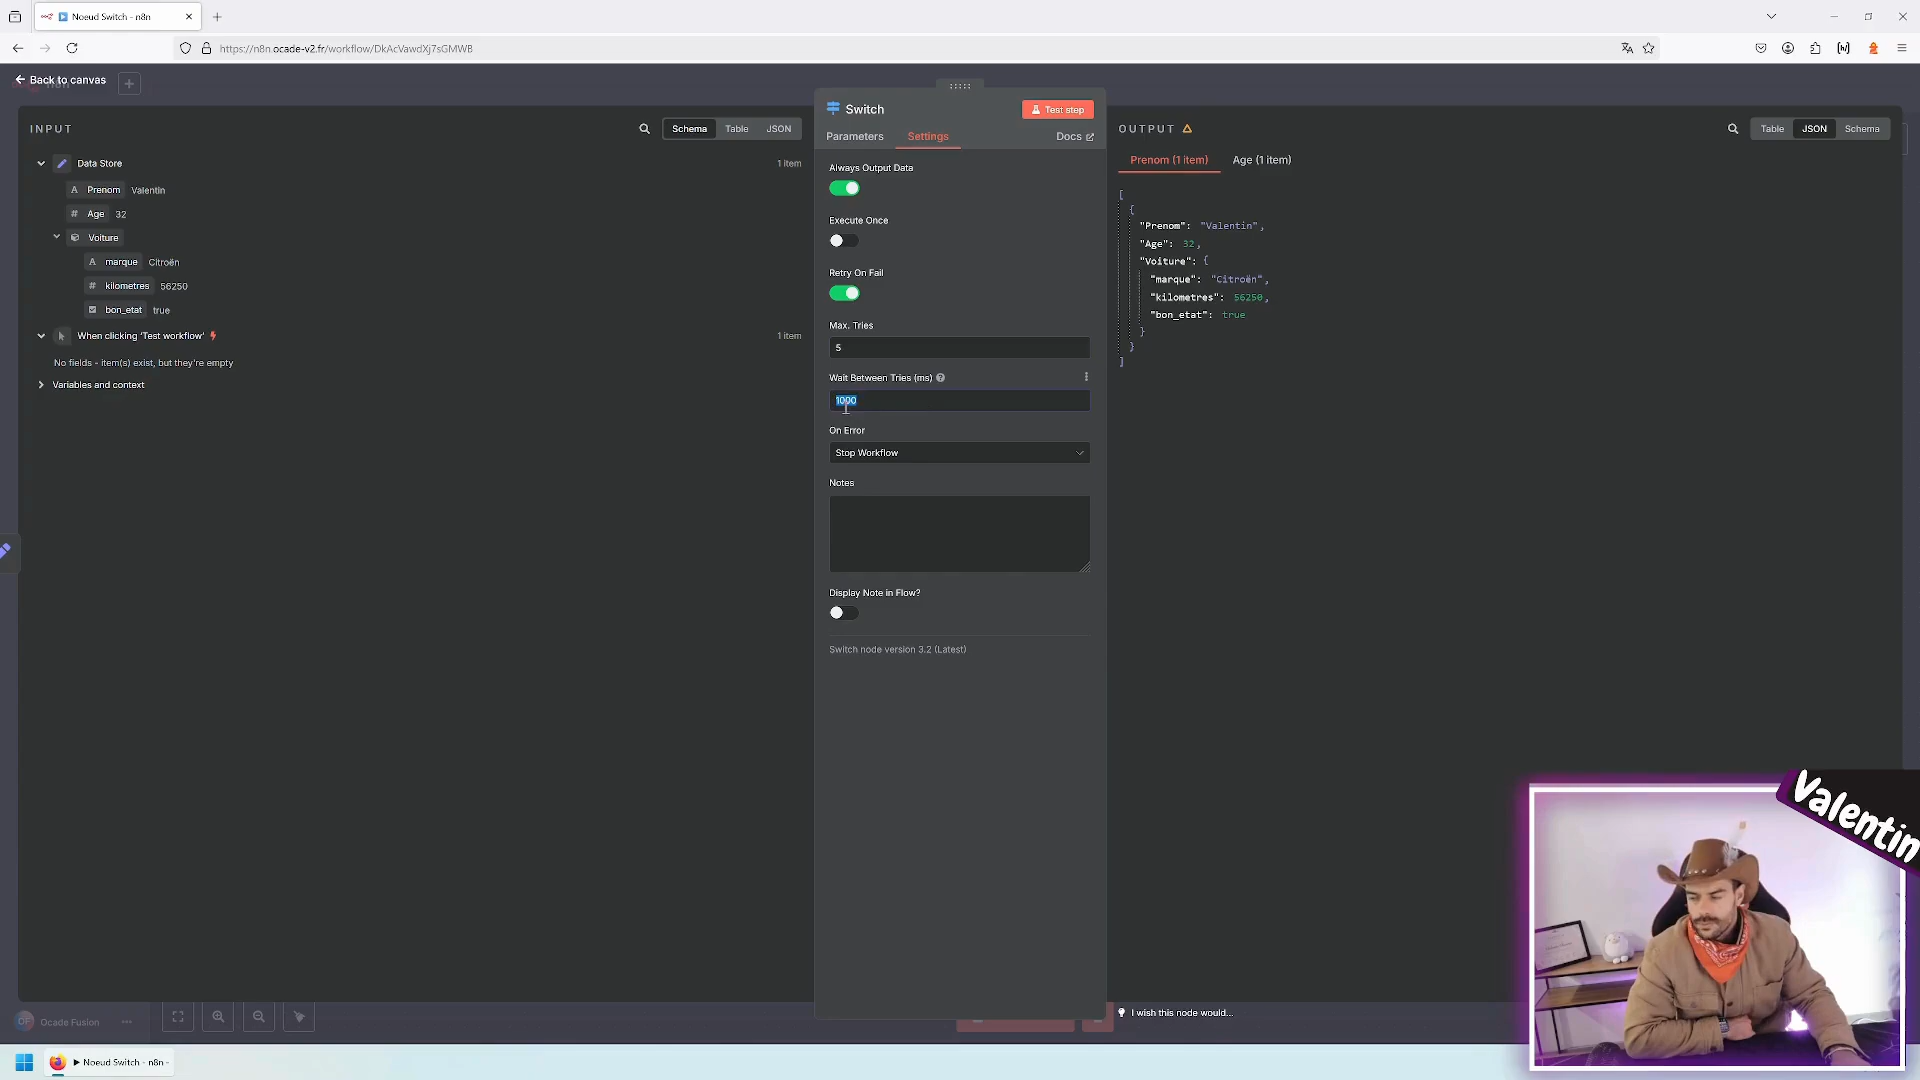 Noeud Switch - n8n
https://n8n.ocade-v2.fr/workflow/DkAcVawdXj7sGMWB
Back to canvas
INPUT
Schema
Table
JSON
Data Store
1 item
A Prenom Valentin
# Age 32
Voiture
A marque Citroën
# kilometres 56250
bon_etat true
When clicking 'Test workflow'
1 item
No fields - item(s) exist, but they're empty
Variables and context
Switch
Test step
Parameters
Settings
Docs
Always Output Data
Execute Once
Retry On Fail
Max. Tries
5
Wait Between Tries (ms)
1000
On Error
Stop Workflow
Notes
Display Note in Flow?
Switch node version 3.2 (Latest)
OUTPUT
Table
JSON
Schema
Prenom (1 item)
Age (1 item)
[
{
"Prenom": "Valentin",
"Age": 32,
"Voiture": {
"marque": "Citroën",
"kilometres": 56250,
"bon_etat": true
}
}
]
I wish this node would...
Valentin
OF Ocade Fusion
Noeud Switch - n8n -